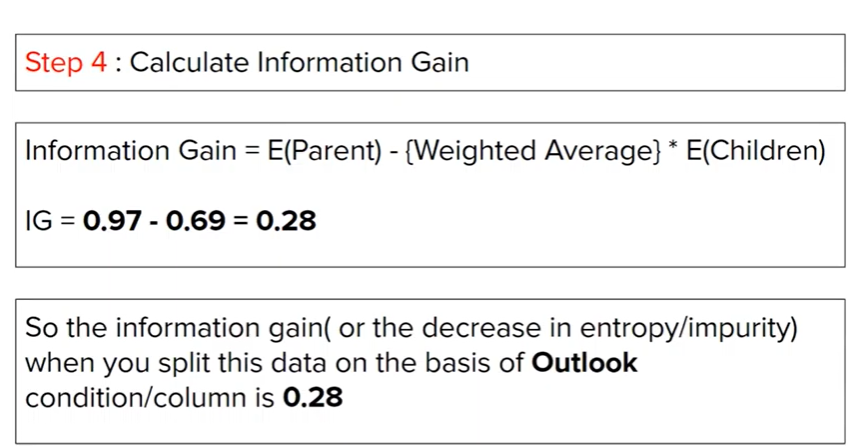 Step 4 : Calculate Information Gain
Information Gain = E(Parent) - {Weighted Average} * E(Children)
IG = 0.97 - 0.69 = 0.28
So the information gain( or the decrease in entropy/impurity)
when you split this data on the basis of Outlook
condition/column is 0.28